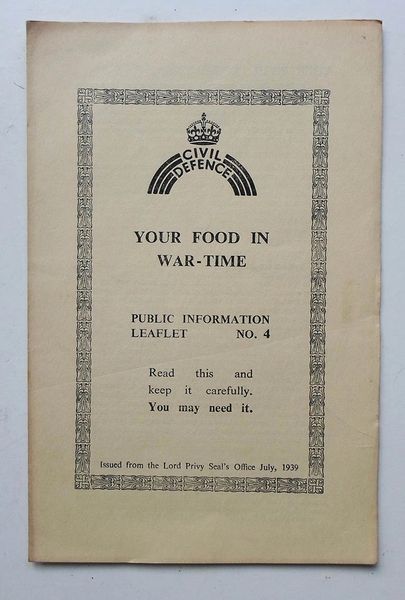 CIVIL
DEFENCE
YOUR FOOD IN
WAR-TIME
PUBLIC INFORMATION
LEAFLET NO. 4
Read this and
keep it carefully.
You may need it.
Issued from the Lord Privy Seal's Office July, 1939